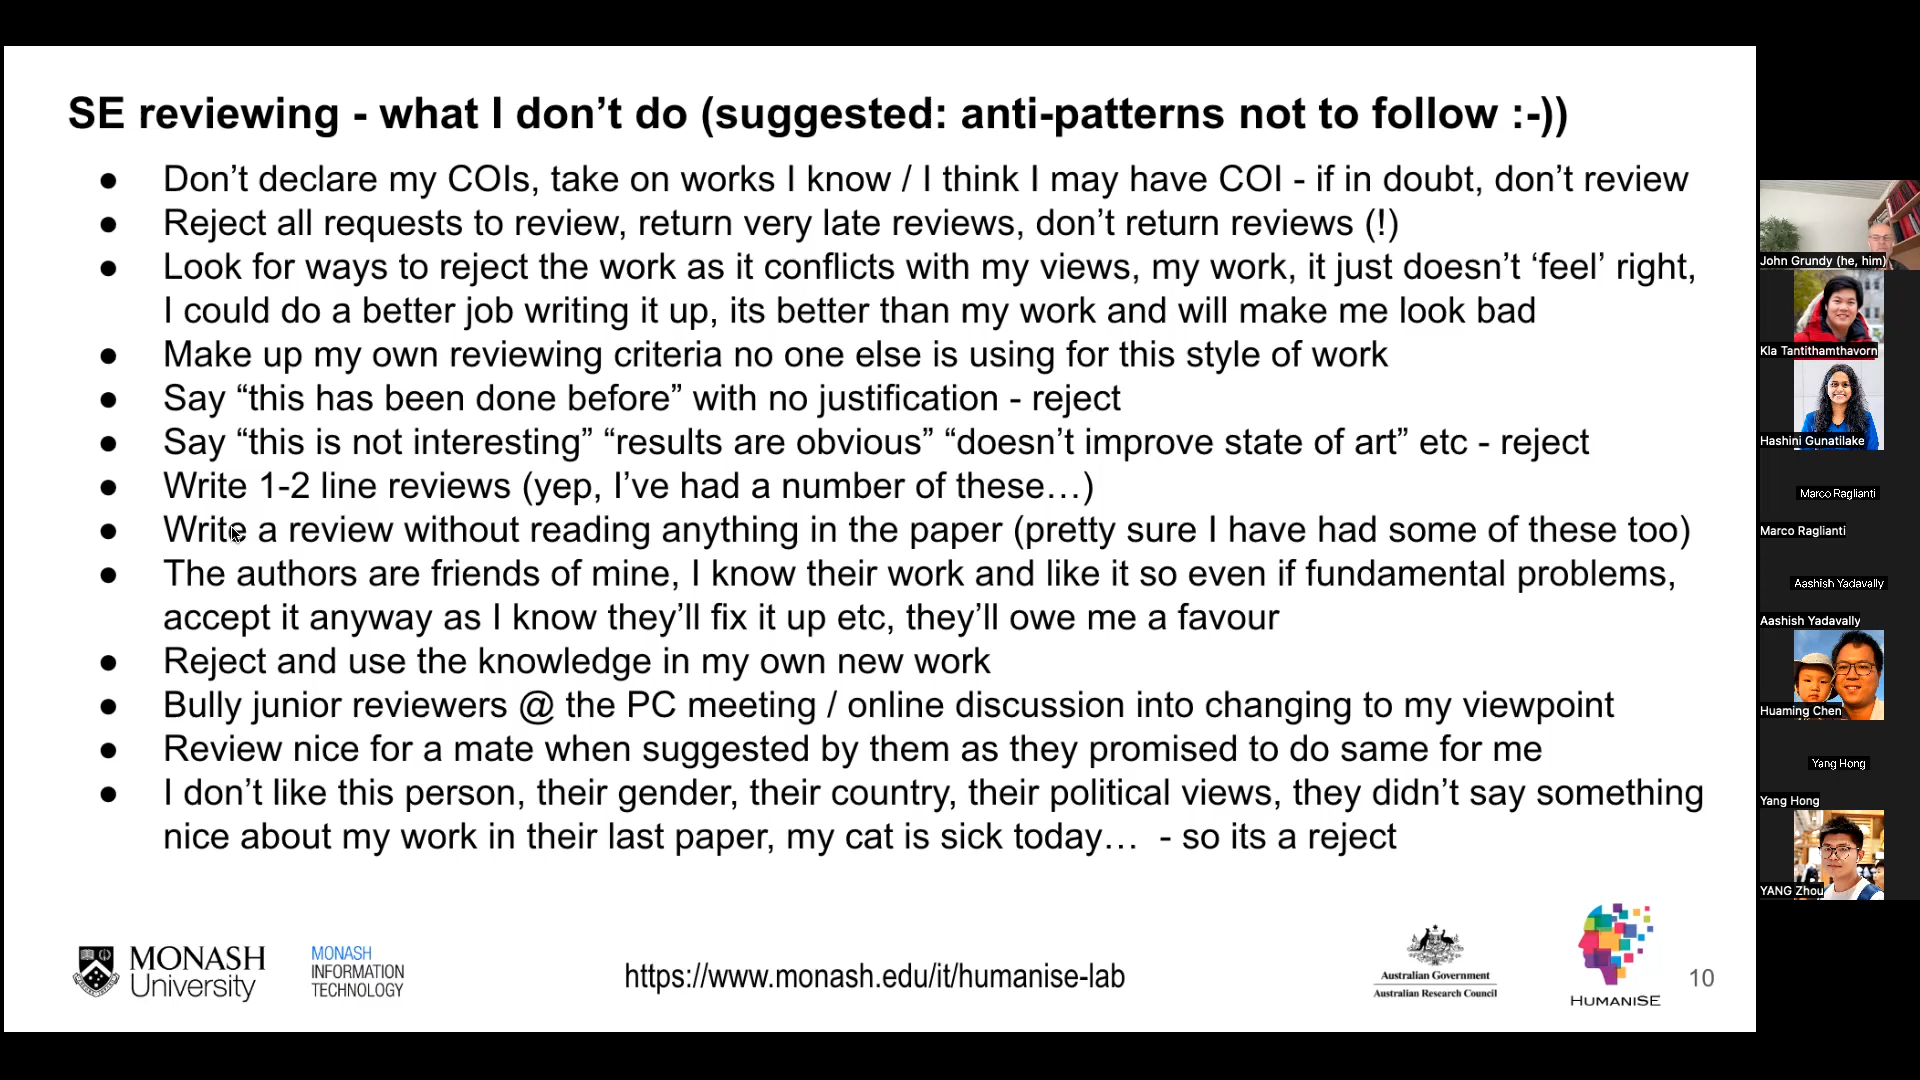 SE reviewing - what I don’t do (suggested: anti-patterns not to follow :-))
● Don’t declare my COIs, take on works I know / I think I may have COI - if in doubt, don’t review
● Reject all requests to review, return very late reviews, don’t return reviews (!)
● Look for ways to reject the work as it conflicts with my views, my work, it just doesn’t ‘feel’ right,
I could do a better job writing it up, its better than my work and will make me look bad
● Make up my own reviewing criteria no one else is using for this style of work
● Say “this has been done before” with no justification - reject
● Say “this is not interesting” “results are obvious” “doesn’t improve state of art” etc - reject
● Write 1-2 line reviews (yep, I’ve had a number of these…)
● Write a review without reading anything in the paper (pretty sure I have had some of these too)
● The authors are friends of mine, I know their work and like it so even if fundamental problems,
accept it anyway as I know they’ll fix it up etc, they’ll owe me a favour
● Reject and use the knowledge in my own new work
● Bully junior reviewers @ the PC meeting / online discussion into changing to my viewpoint
● Review nice for a mate when suggested by them as they promised to do same for me
● I don’t like this person, their gender, their country, their political views, they didn’t say something
nice about my work in their last paper, my cat is sick today… - so its a reject
MONASH
University
MONASH
INFORMATION
TECHNOLOGY
https://www.monash.edu/it/humanise-lab
Australian Government
Australian Research Council
HUMANISE
10
John Grundy (he, him)
Kla Tantithamthavorn
Hashini Gunatilake
Marco Raglianti
Marco Raglianti
Aashish Yadavally
Aashish Yadavally
Huaming Chen
Yang Hong
Yang Hong
YANG Zhou